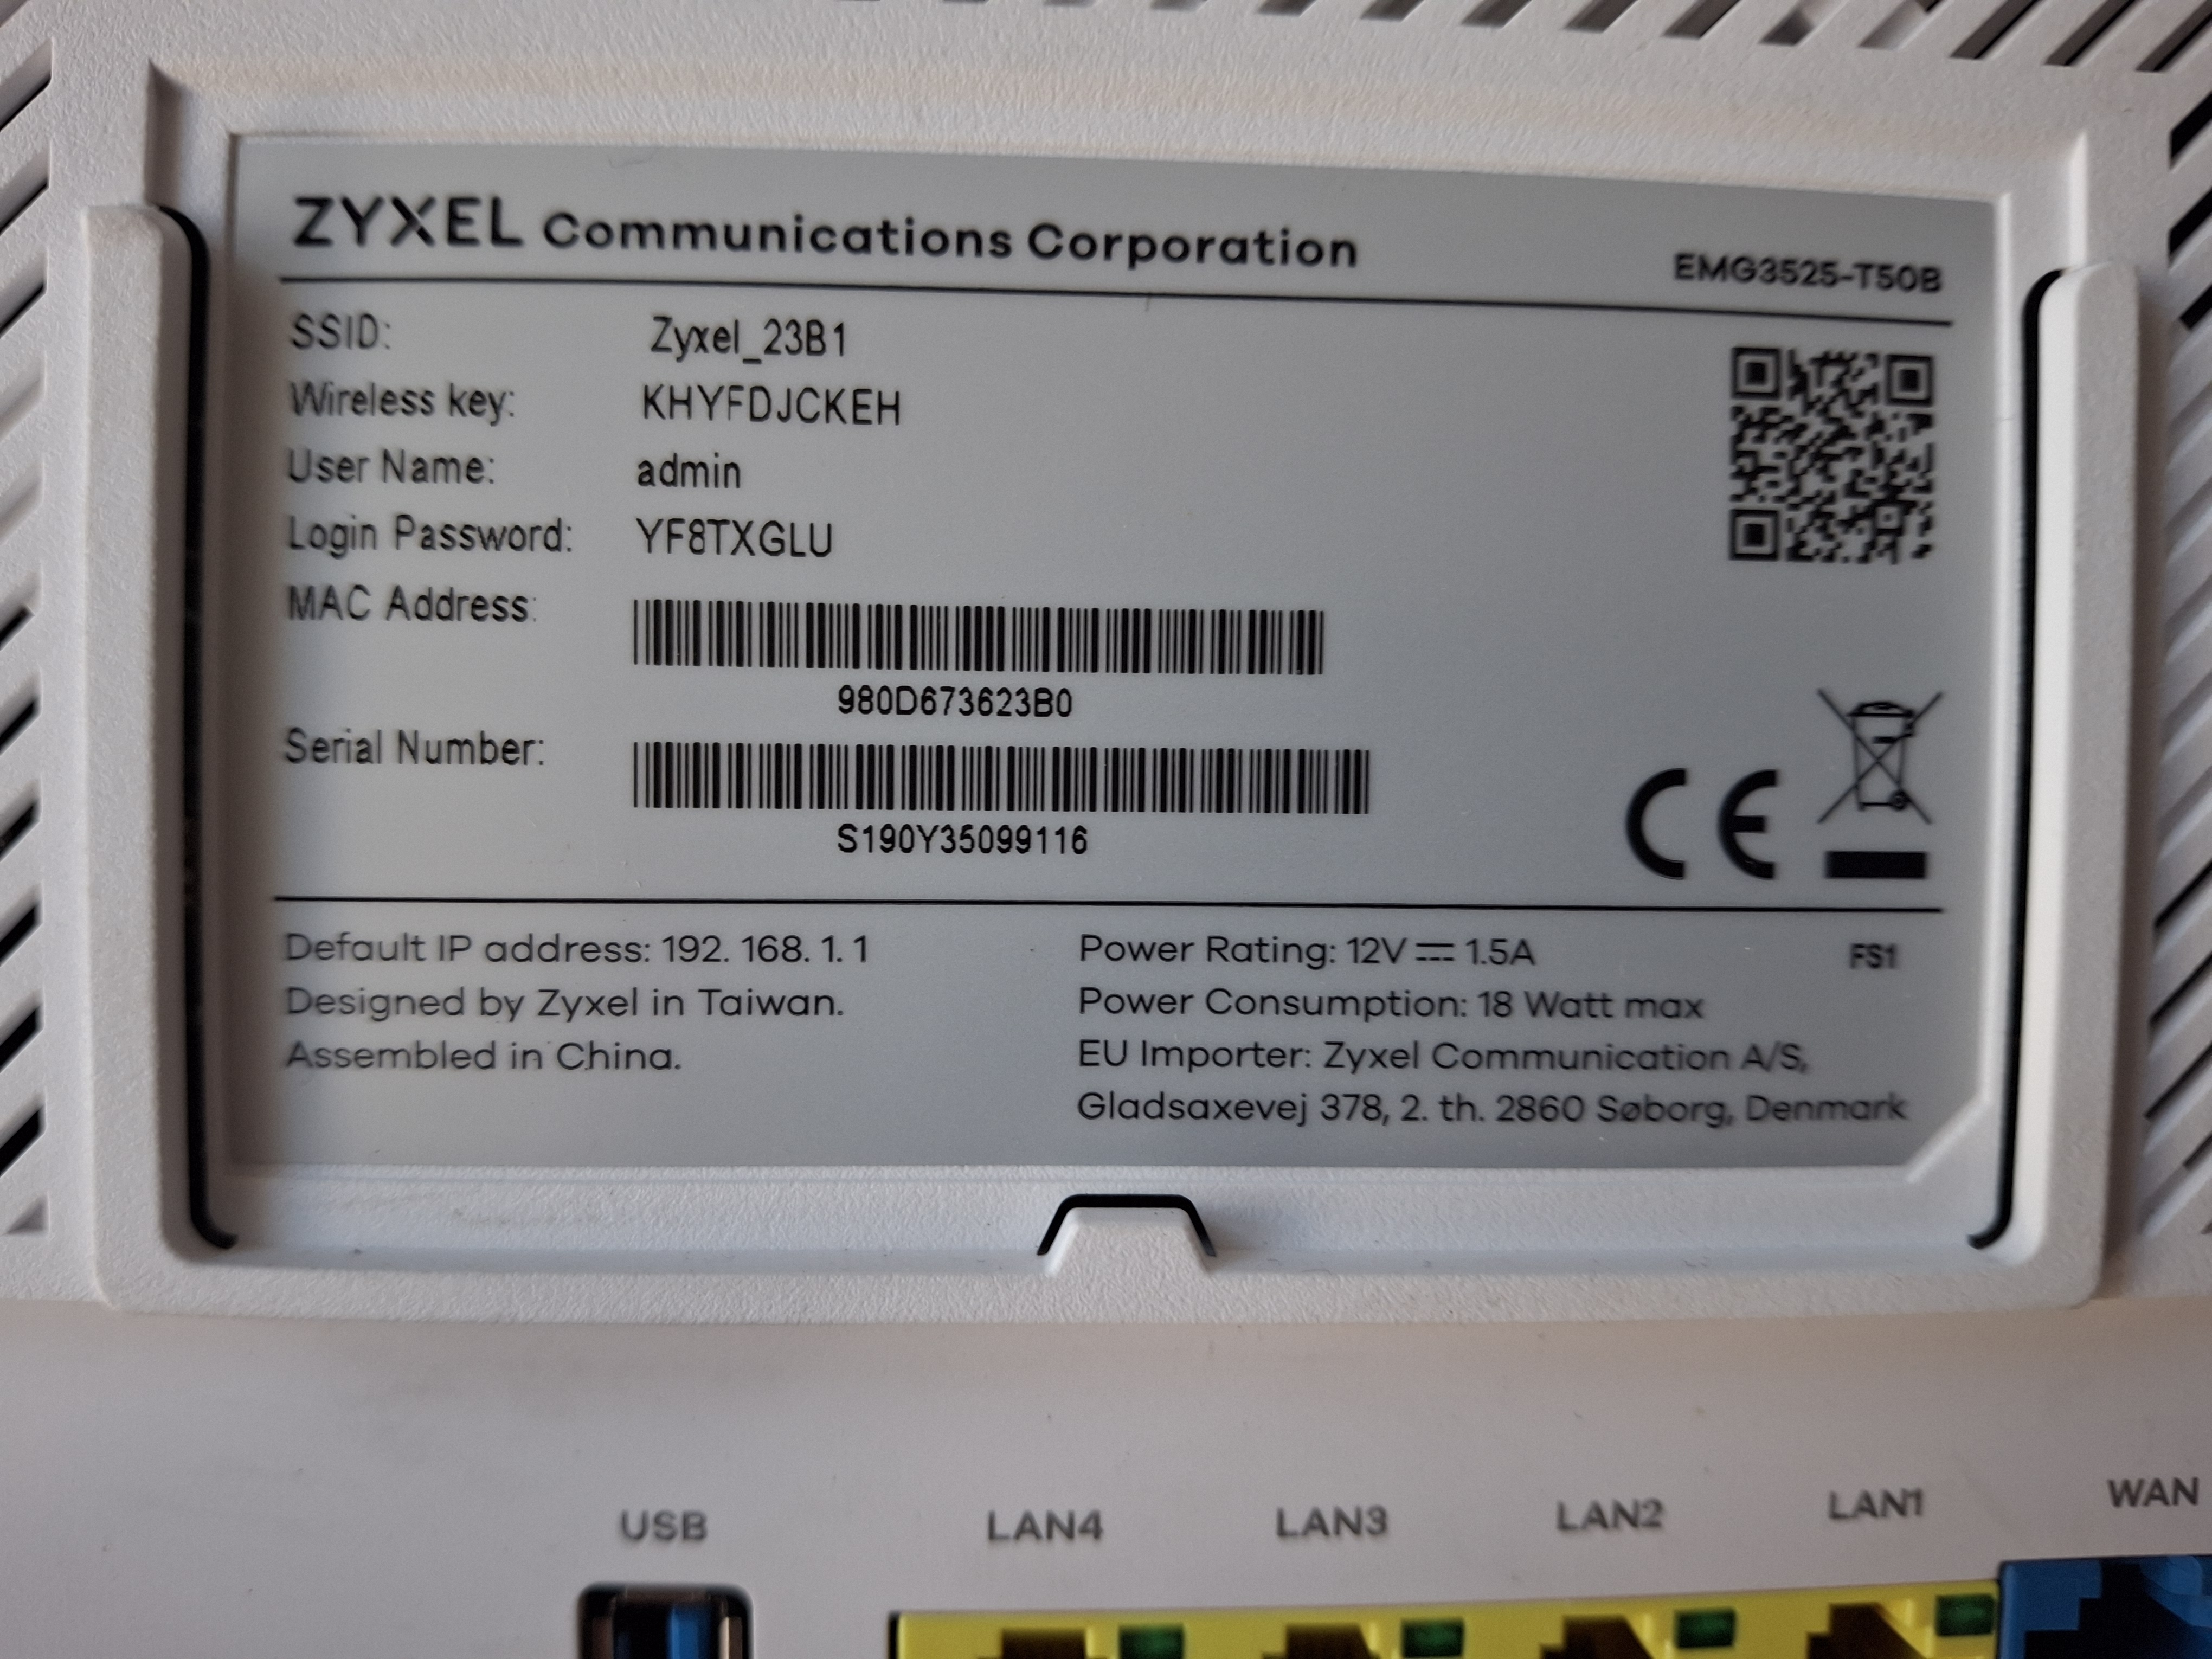 ZYXEL Communications Corporation
EMG3525-T50B
SSID: Zyxel_23B1
Wireless key: KHYFDJCKEH
User Name: admin
Login Password: YF8TXGLU
MAC Address:
980D673623B0
Serial Number:
S190Y35099116
CE
Default IP address: 192. 168. 1. 1
Designed by Zyxel in Taiwan.
Assembled in China.
Power Rating: 12V ⎓ 1.5A
FS1
Power Consumption: 18 Watt max
EU Importer: Zyxel Communication A/S,
Gladsaxevej 378, 2. th. 2860 Søborg, Denmark
USB LAN4 LAN3 LAN2 LAN1 WAN